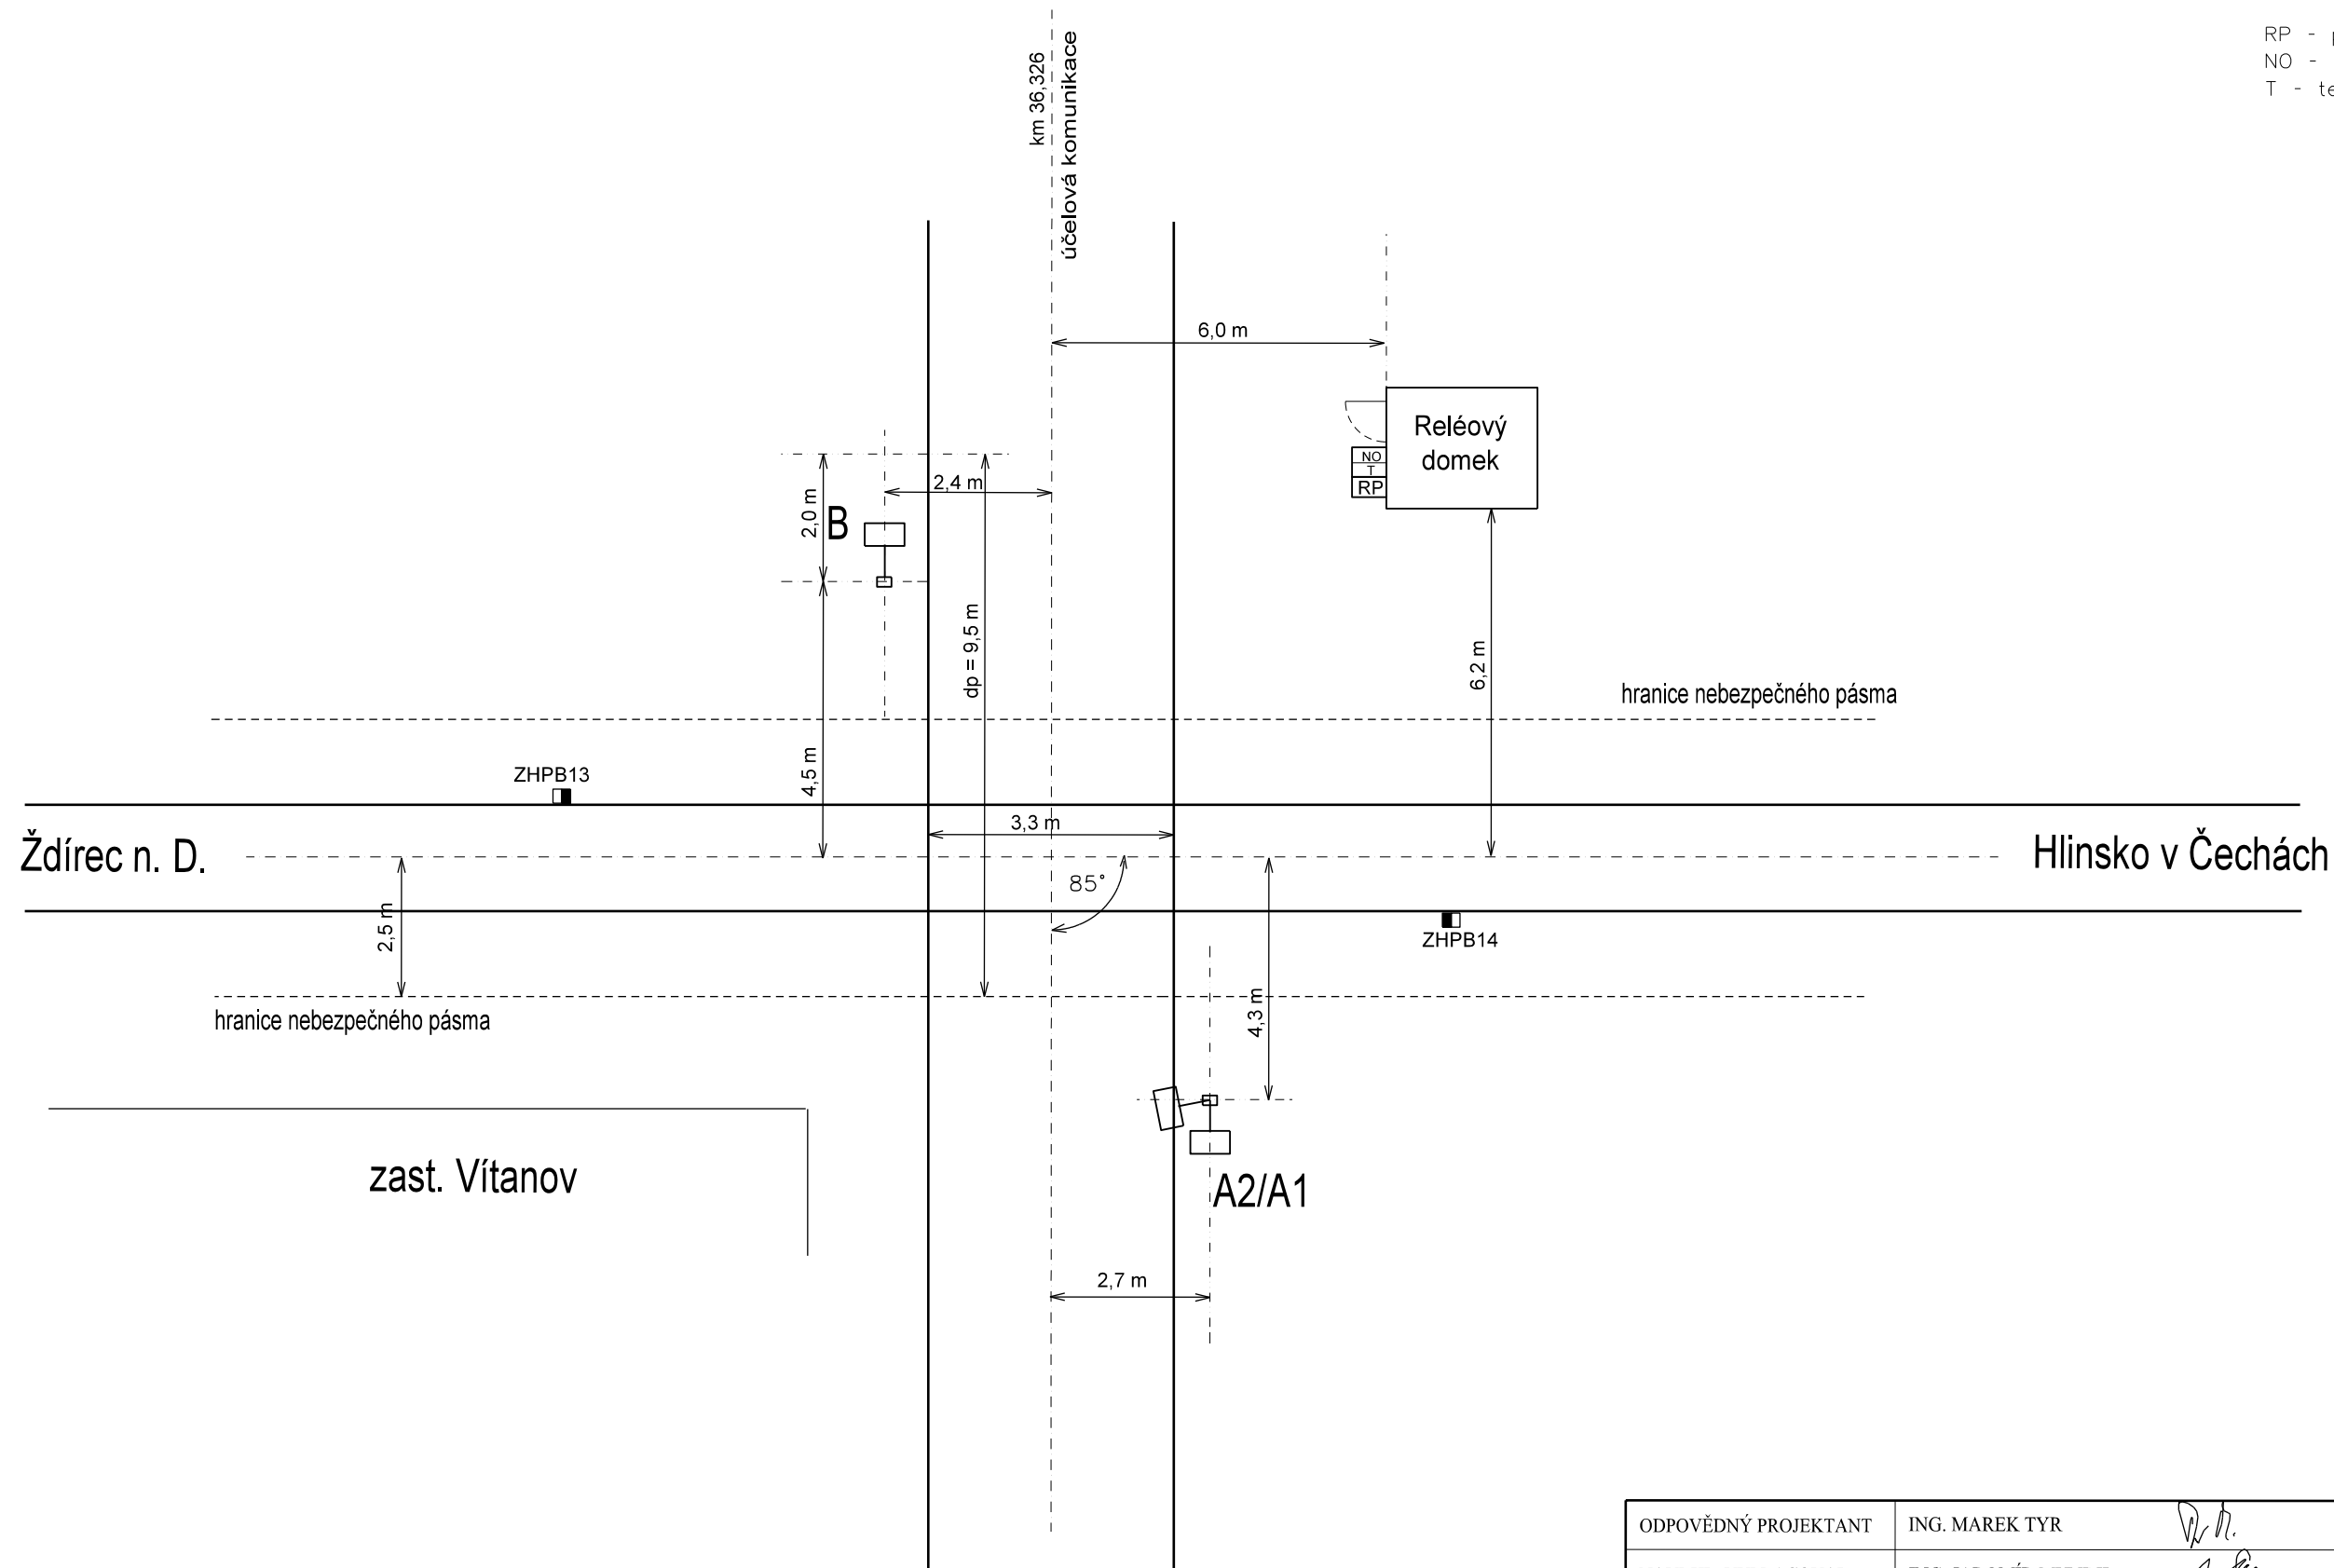 RP -
NO -
T - te
km 36,326
účelová komunikace
6,0 m
Reléový
domek
NO
T
RP
2,4 m
2,0 m
B
dp = 9,5 m
6,2 m
hranice nebezpečného pásma
4,5 m
ZHPB13
3,3 m
Ždírec n. D.
Hlinsko v Čechách
85°
2,5 m
ZHPB14
4,3 m
hranice nebezpečného pásma
zast. Vítanov
A2/A1
2,7 m
ODPOVĚDNÝ PROJEKTANT ING. MAREK TYR